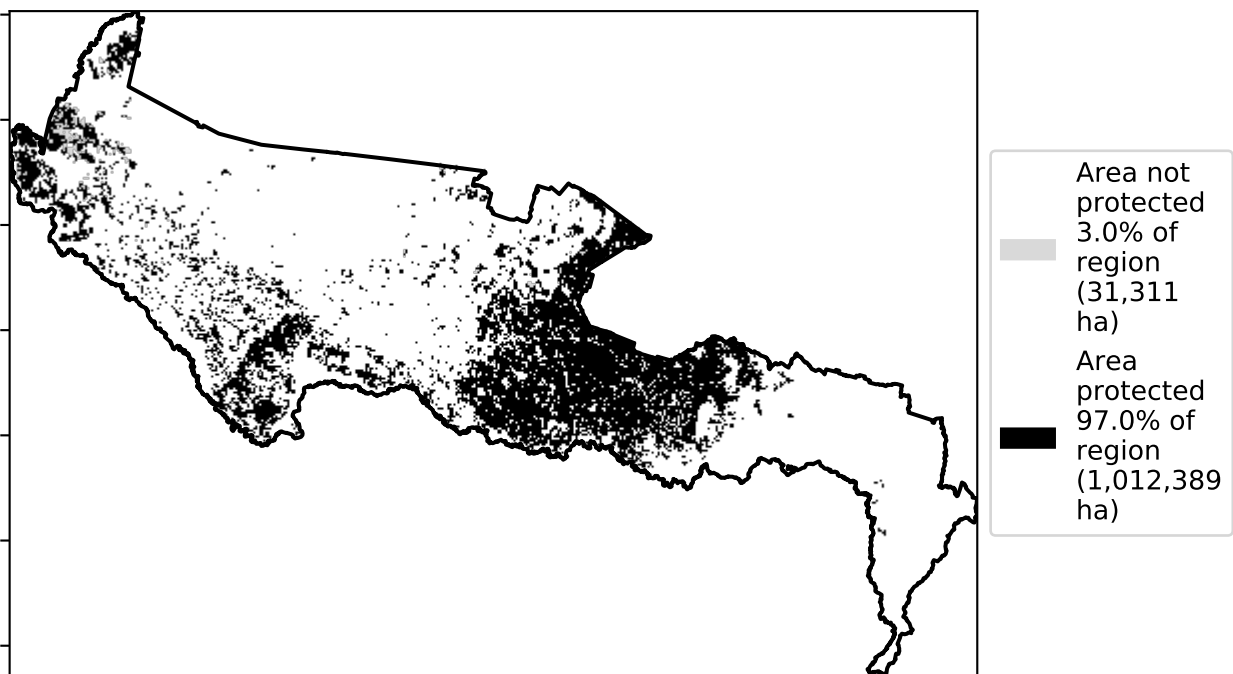 Area not
protected
3.0% of
region
(31,311
ha)
Area
protected
97.0% of
region
(1,012,389
ha)